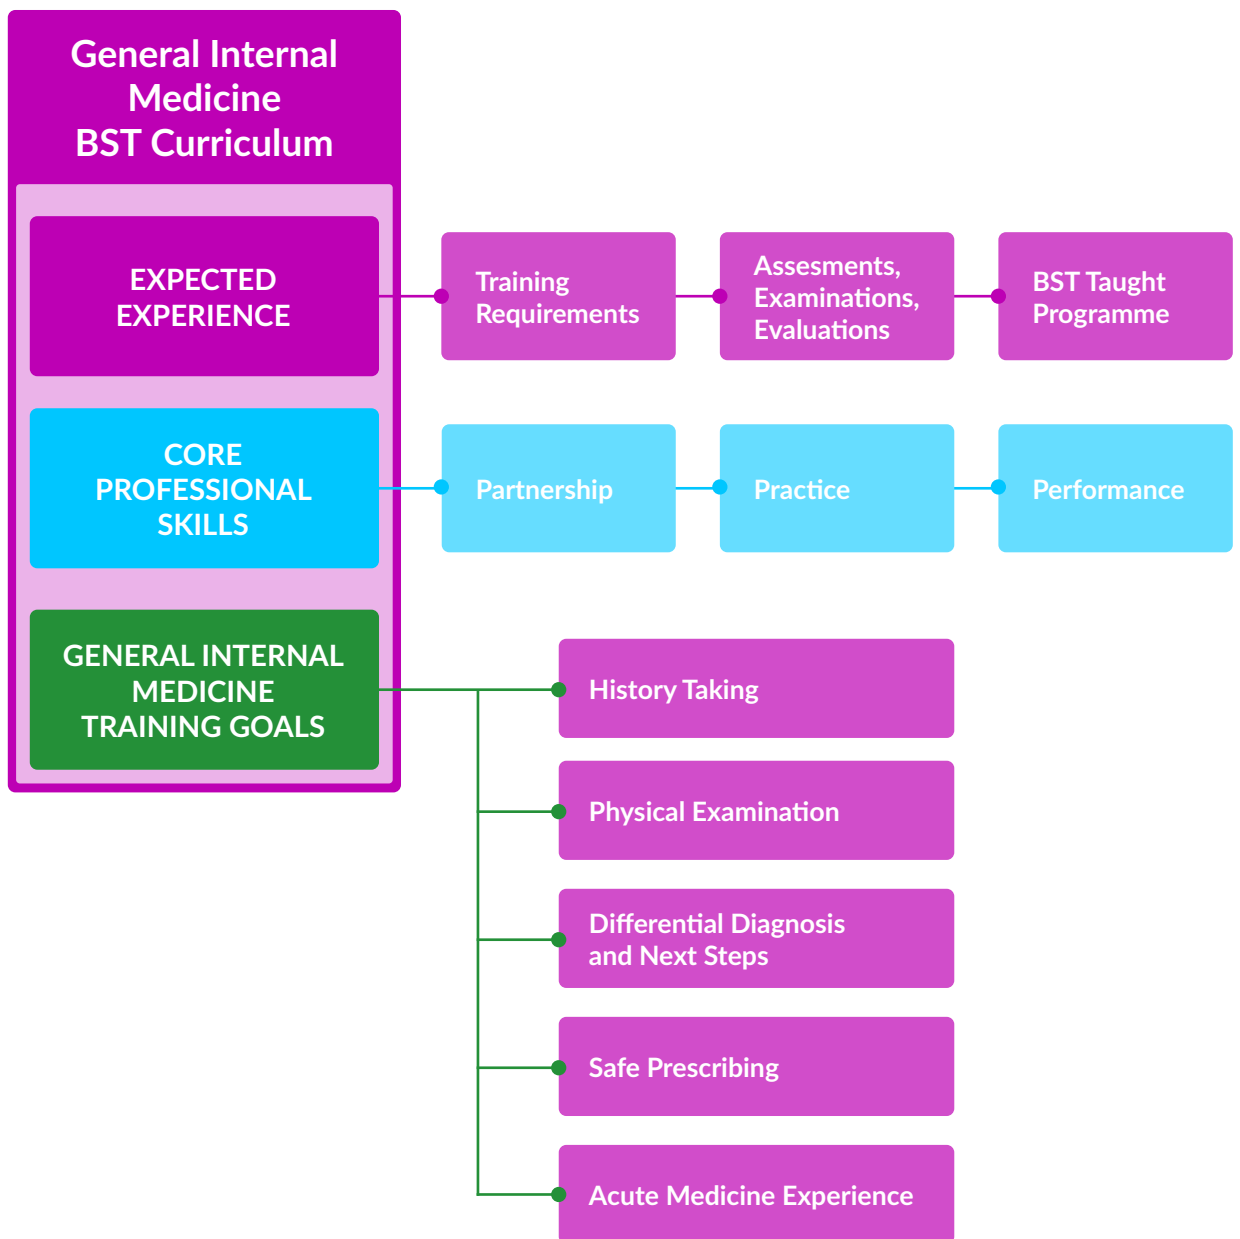 General Internal
Medicine
BST Curriculum
EXPECTED
EXPERIENCE
Training
Requirements
Assesments,
Examinations,
Evaluations
BST Taught
Programme
CORE
PROFESSIONAL
SKILLS
Partnership
Practice
Performance
GENERAL INTERNAL
MEDICINE
TRAINING GOALS
History Taking
Physical Examination
Differential Diagnosis
and Next Steps
Safe Prescribing
Acute Medicine Experience